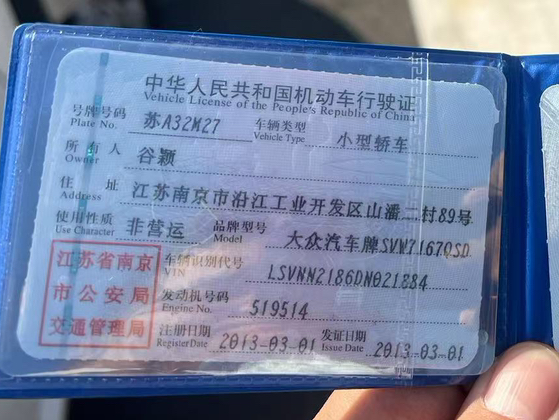 中华人民共和国机动车行驶证
Vehicle License of the People's Republic of China
号牌号码 苏A32M27 车辆类型 小型轿车
Plate No. Vehicle Type
所有人 谷颖
Owner
住址 江苏南京市沿江工业开发区山潘二村89号
Address
使用性质 非营运 品牌型号 大众汽车牌SVW7167QSD
Use Character Model
江苏省南京
市公安局
交通管理局
车辆识别代号 LSVNN2186DN021884
VIN
发动机号码 519514
Engine No.
注册日期 2013-03-01 发证日期 2013-03-01
Register Date Issue Date